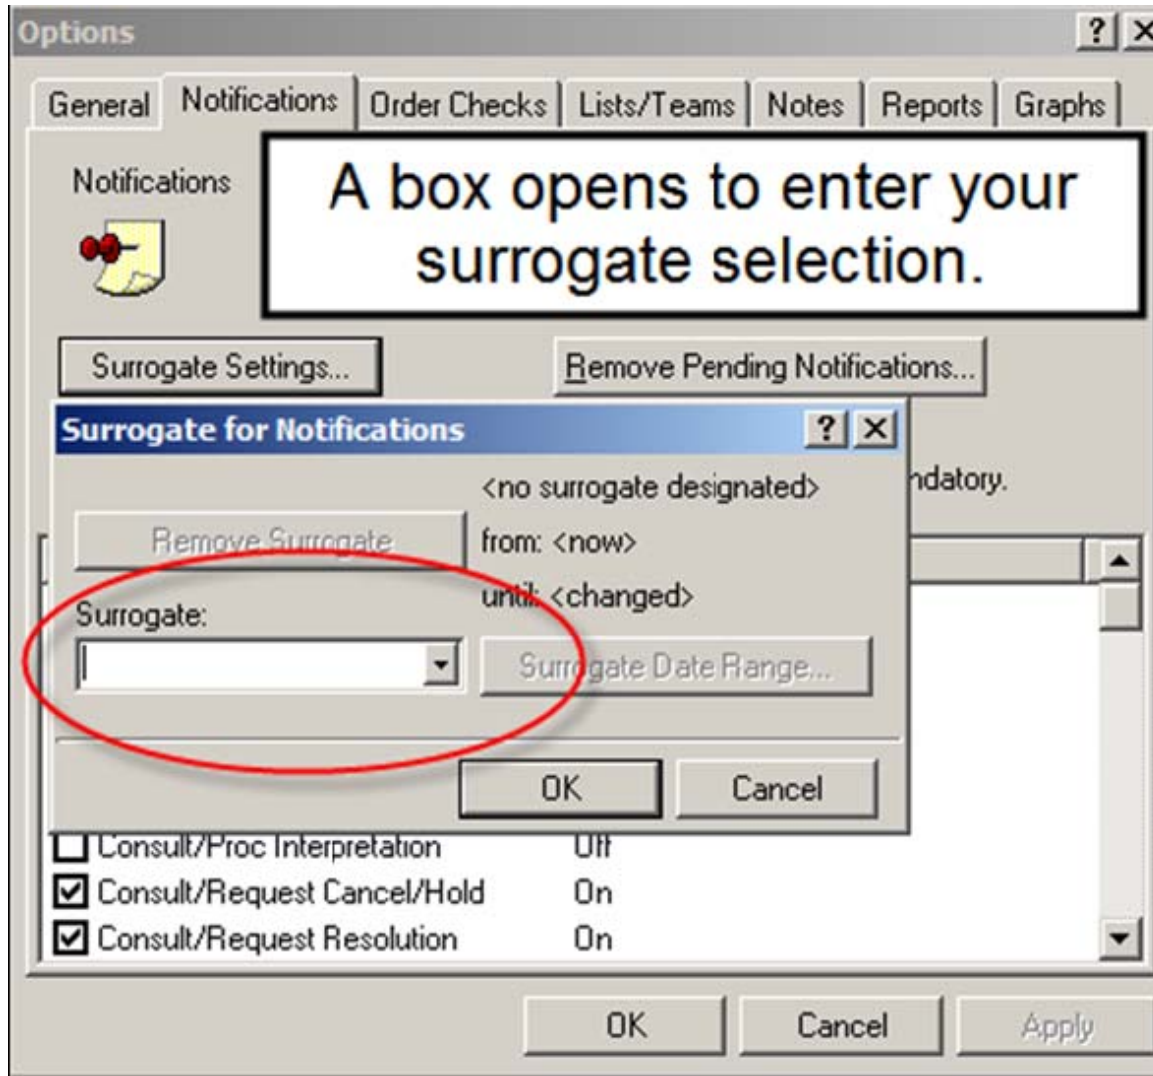 Options
General Notifications Order Checks Lists/Teams Notes Reports Graphs
Notifications
A box opens to enter your
surrogate selection.
Surrogate Settings... Remove Pending Notifications...
Surrogate for Notifications
<no surrogate designated>
ndatory.
Remove Surrogate from: <now>
until: <changed>
Surrogate:
Surrogate Date Range...
OK Cancel
Consult/Proc Interpretation Off
Consult/Request Cancel/Hold On
Consult/Request Resolution On
OK Cancel Apply